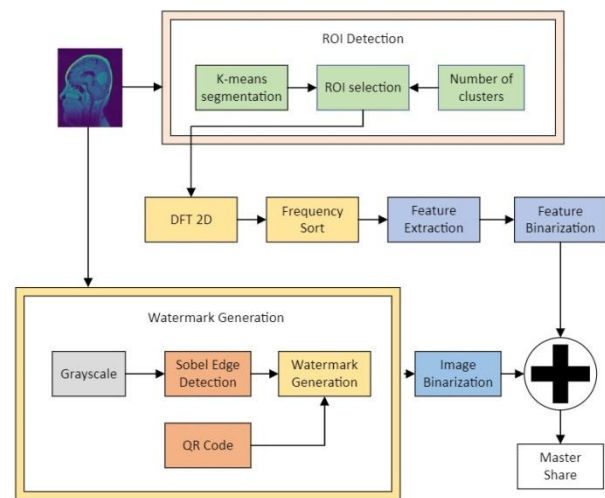 ROI Detection
K-means
segmentation
ROI selection
Number of
clusters
DFT 2D
Frequency
Sort
Feature
Extraction
Feature
Binarization
Watermark Generation
Grayscale
Sobel Edge
Detection
Watermark
Generation
Image
Binarization
QR Code
Master
Share